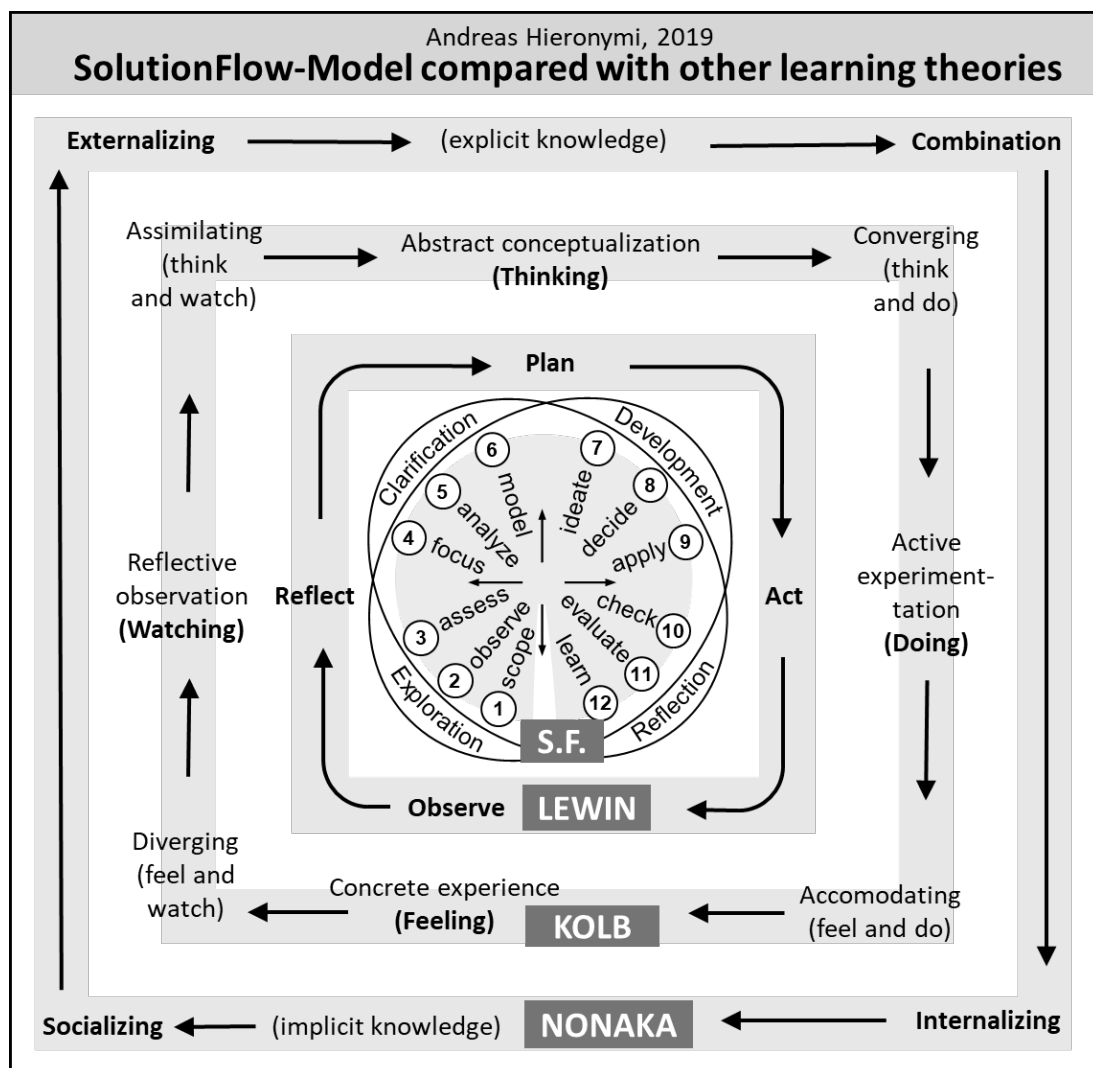 Andreas Hieronymi, 2019
SolutionFlow-Model compared with other learning theories
Externalizing
(explicit knowledge)
Combination
Assimilating
(think
and watch)
Abstract conceptualization
(Thinking)
Converging
(think
and do)
Plan
Clarification
Development
6
model
7
ideate
5
analyze
8
decide
4
focus
9
apply
Reflective
observation
(Watching)
Reflect
Act
Active
experimen-
tation
(Doing)
3
assess
check
10
2
observe
evaluate
11
1
scope
learn
12
Exploration
Reflection
S.F.
Observe
LEWIN
Diverging
(feel and
watch)
Concrete experience
(Feeling)
KOLB
Accomodating
(feel and do)
Socializing
(implicit knowledge)
NONAKA
Internalizing